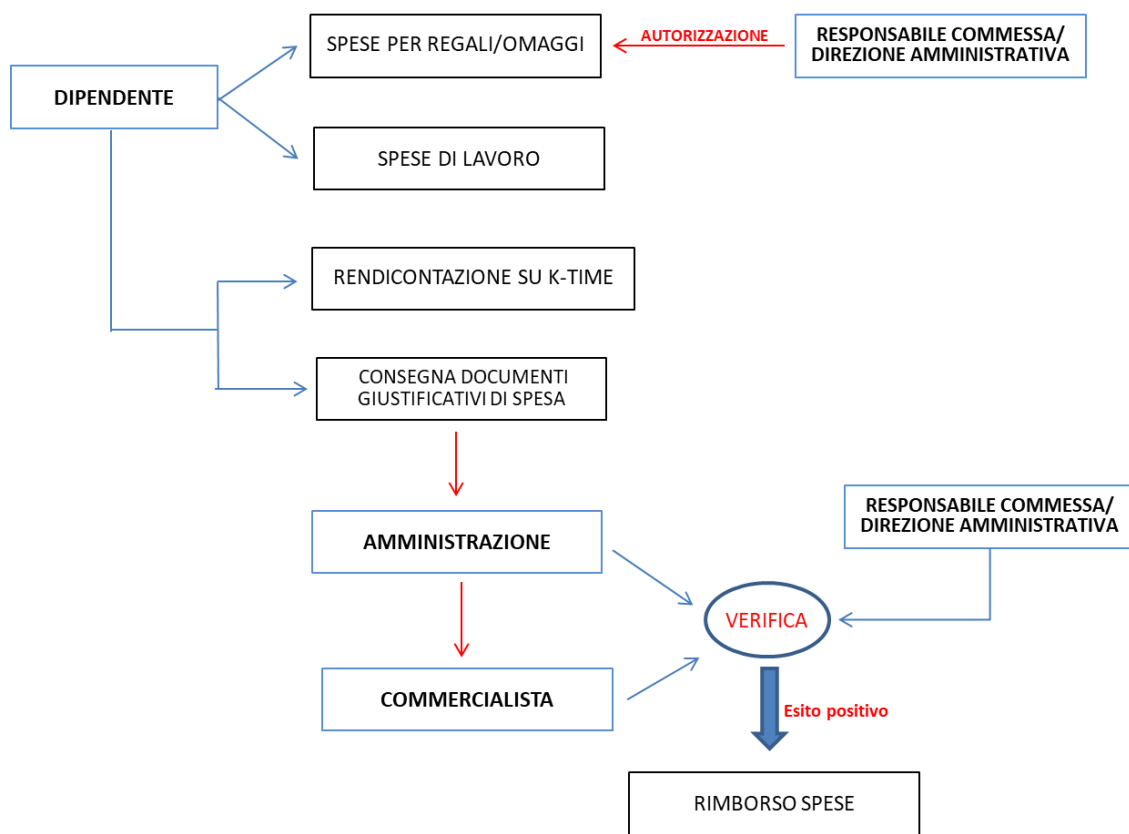 SPESE PER REGALI/OMAGGI
AUTORIZZAZIONE
RESPONSABILE COMMESSA/
DIREZIONE AMMINISTRATIVA
DIPENDENTE
SPESE DI LAVORO
RENDICONTAZIONE SU K-TIME
CONSEGNA DOCUMENTI
GIUSTIFICATIVI DI SPESA
RESPONSABILE COMMESSA/
DIREZIONE AMMINISTRATIVA
AMMINISTRAZIONE
VERIFICA
COMMERCIALISTA
Esito positivo
RIMBORSO SPESE